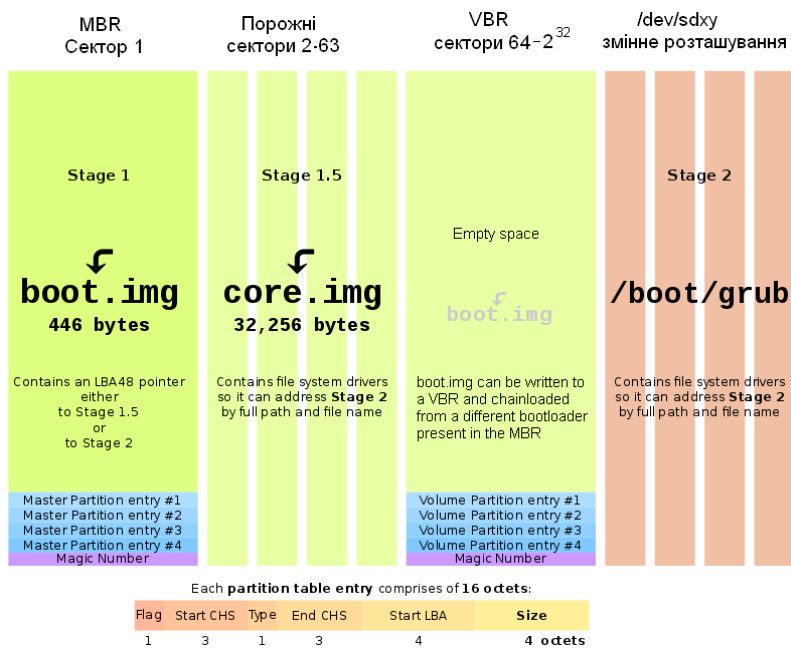 MBR
Сектор 1
Порожні
сектори 2-63
VBR
сектори 64-2^32
/dev/sdxy
змінне розташування
Stage 1
boot.img
446 bytes
Contains an LBA48 pointer
either
to Stage 1.5
or
to Stage 2
Master Partition entry #1
Master Partition entry #2
Master Partition entry #3
Master Partition entry #4
Magic Number
Stage 1.5
core.img
32,256 bytes
Contains file system drivers
so it can address Stage 2
by full path and file name
Empty space
boot.img
boot.img can be written to
a VBR and chainloaded
from a different bootloader
present in the MBR
Volume Partition entry #1
Volume Partition entry #2
Volume Partition entry #3
Volume Partition entry #4
Magic Number
Stage 2
/boot/grub
Contains file system drivers
so it can address Stage 2
by full path and file name
Each partition table entry comprises of 16 octets:
Flag Start CHS Type End CHS Start LBA Size
1 3 1 3 4 4 octets